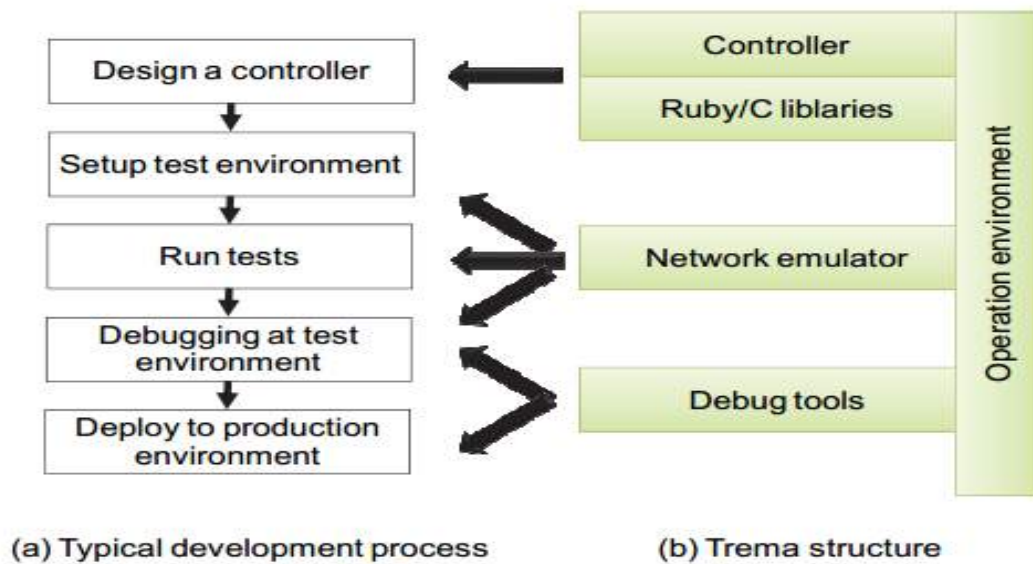 Design a controller
Setup test environment
Run tests
Debugging at test
environment
Deploy to production
environment
(a) Typical development process
Controller
Ruby/C liblaries
Network emulator
Debug tools
Operation environment
(b) Trema structure